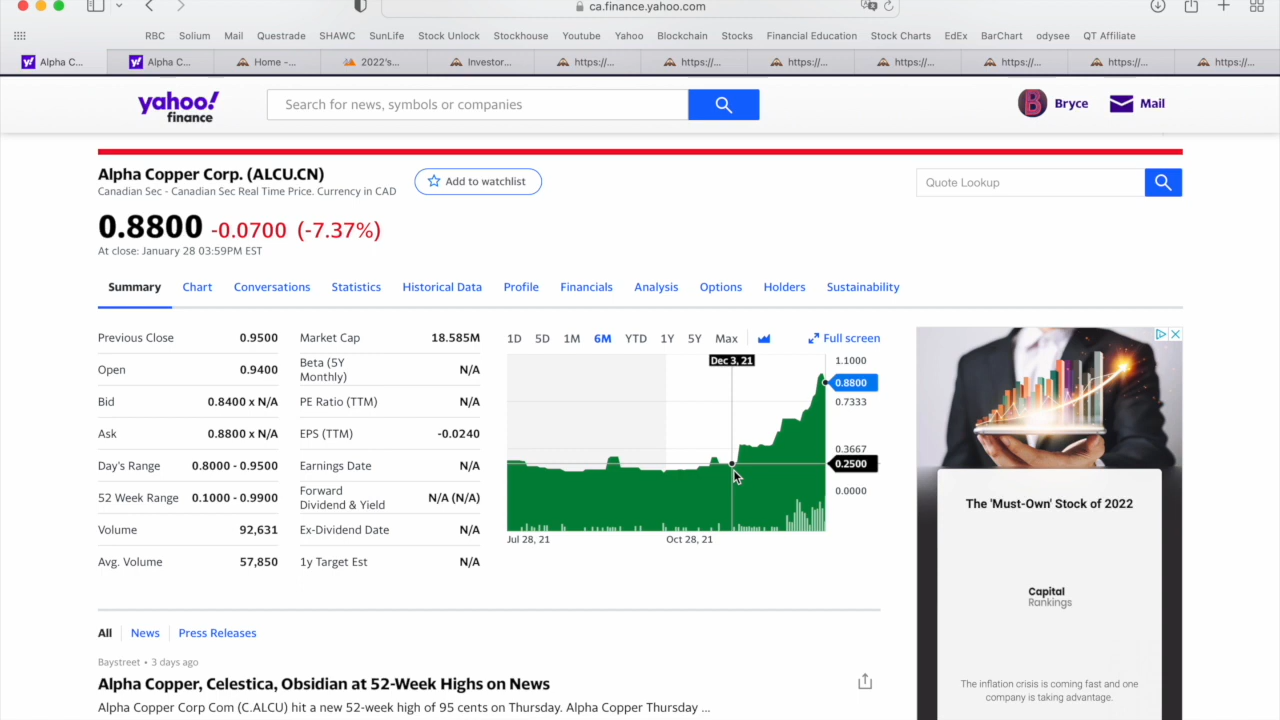 ca.finance.yahoo.com
RBC Solium Mail Questrade SHAWC SunLife Stock Unlock Stockhouse Youtube Yahoo Blockchain Stocks Financial Education Stock Charts EdEx BarChart odysee QT Affiliate
Alpha C... Alpha C... Home -... 2022's... Investor... https:/... https:/... https:/... https:/... https:/... https:/... https:/...
yahoo!
finance
Search for news, symbols or companies
B Bryce Mail
Alpha Copper Corp. (ALCU.CN)
Canadian Sec - Canadian Sec Real Time Price. Currency in CAD
Add to watchlist
Quote Lookup
0.8800 -0.0700 (-7.37%)
At close: January 28 03:59PM EST
Summary Chart Conversations Statistics Historical Data Profile Financials Analysis Options Holders Sustainability
Previous Close 0.9500
Open 0.9400
Bid 0.8400 x N/A
Ask 0.8800 x N/A
Day's Range 0.8000 - 0.9500
52 Week Range 0.1000 - 0.9900
Volume 92,631
Avg. Volume 57,850
Market Cap 18.585M
Beta (5Y
Monthly) N/A
PE Ratio (TTM) N/A
EPS (TTM) -0.0240
Earnings Date N/A
Forward
Dividend & Yield N/A (N/A)
Ex-Dividend Date N/A
1y Target Est N/A
1D 5D 1M 6M YTD 1Y 5Y Max Full screen
Dec 3, 21
1.1000
0.8800
0.7333
0.3667
0.2500
0.0000
Jul 28, 21 Oct 28, 21
The 'Must-Own' Stock of 2022
Capital
Rankings
The inflation crisis is coming fast and one
company is taking advantage.
All News Press Releases
Baystreet • 3 days ago
Alpha Copper, Celestica, Obsidian at 52-Week Highs on News
Alpha Copper Corp Com (C.ALCU) hit a new 52-week high of 95 cents on Thursday. Alpha Copper Thursday ...